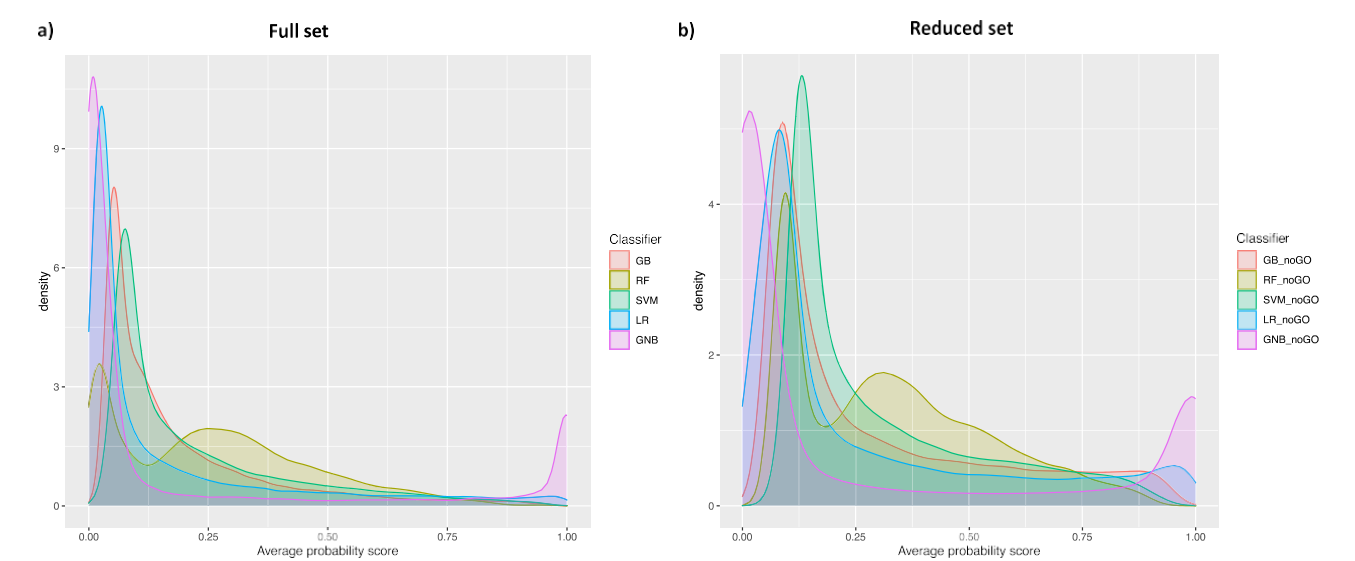 a)
Full set
density
9
6
3
0
0.00
0.25
0.50
0.75
1.00
Average probability score
Classifier
GB
RF
SVM
LR
GNB
b)
Reduced set
density
4
2
0
0.00
0.25
0.50
0.75
1.00
Average probability score
Classifier
GB_noGO
RF_noGO
SVM_noGO
LR_noGO
GNB_noGO